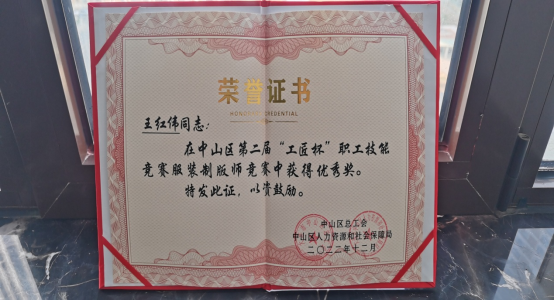 荣誉证书
HONORARY CREDENTIAL
王红伟同志:
在中山区第二届“工匠杯”职工技能
竞赛服装制版师竞赛中获得优秀奖。
特发此证,以资鼓励。
中山区总工会
中山区人力资源和社会保障局
二〇二二年十二月